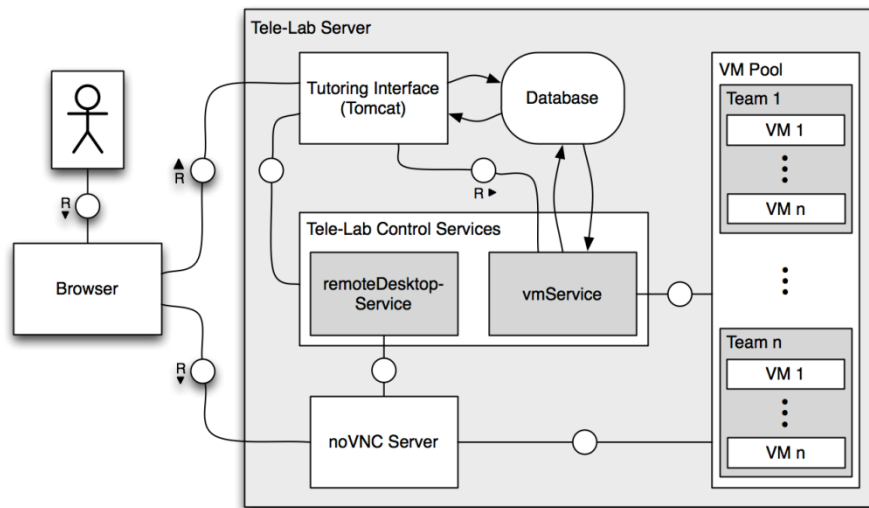 Tele-Lab Server
Tutoring Interface
(Tomcat)
Database
VM Pool
Team 1
VM 1
VM n
R
R
R
Tele-Lab Control Services
Browser
remoteDesktop-
Service
vmService
Team n
VM 1
VM n
R
noVNC Server